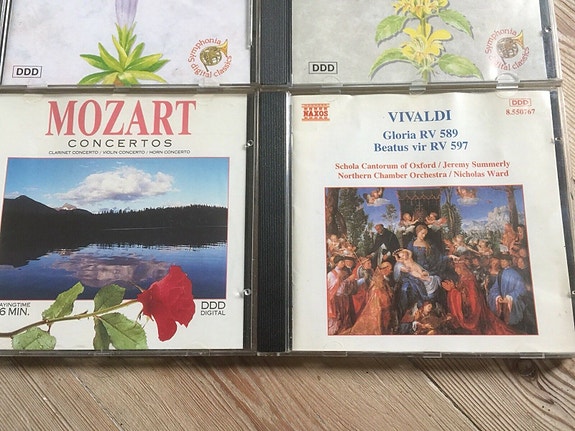 DDD
Symphonia
digital classics
DDD
Symphonia
digital classics
MOZART
CONCERTOS
CLARINET CONCERTO / VIOLIN CONCERTO / HORN CONCERTO
6 MIN.
DDD
DIGITAL
NAXOS
DDD
8.550767
VIVALDI
Gloria RV 589
Beatus vir RV 597
Schola Cantorum of Oxford / Jeremy Summerly
Northern Chamber Orchestra / Nicholas Ward